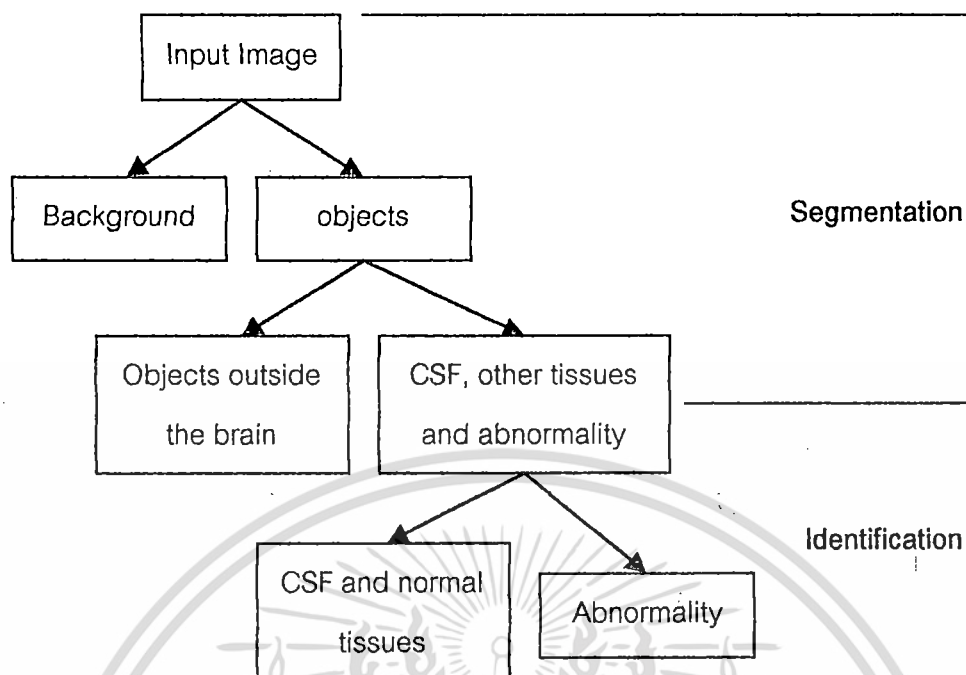 Input Image
Background
objects
Segmentation
Objects outside
the brain
CSF, other tissues
and abnormality
Identification
CSF and normal
tissues
Abnormality